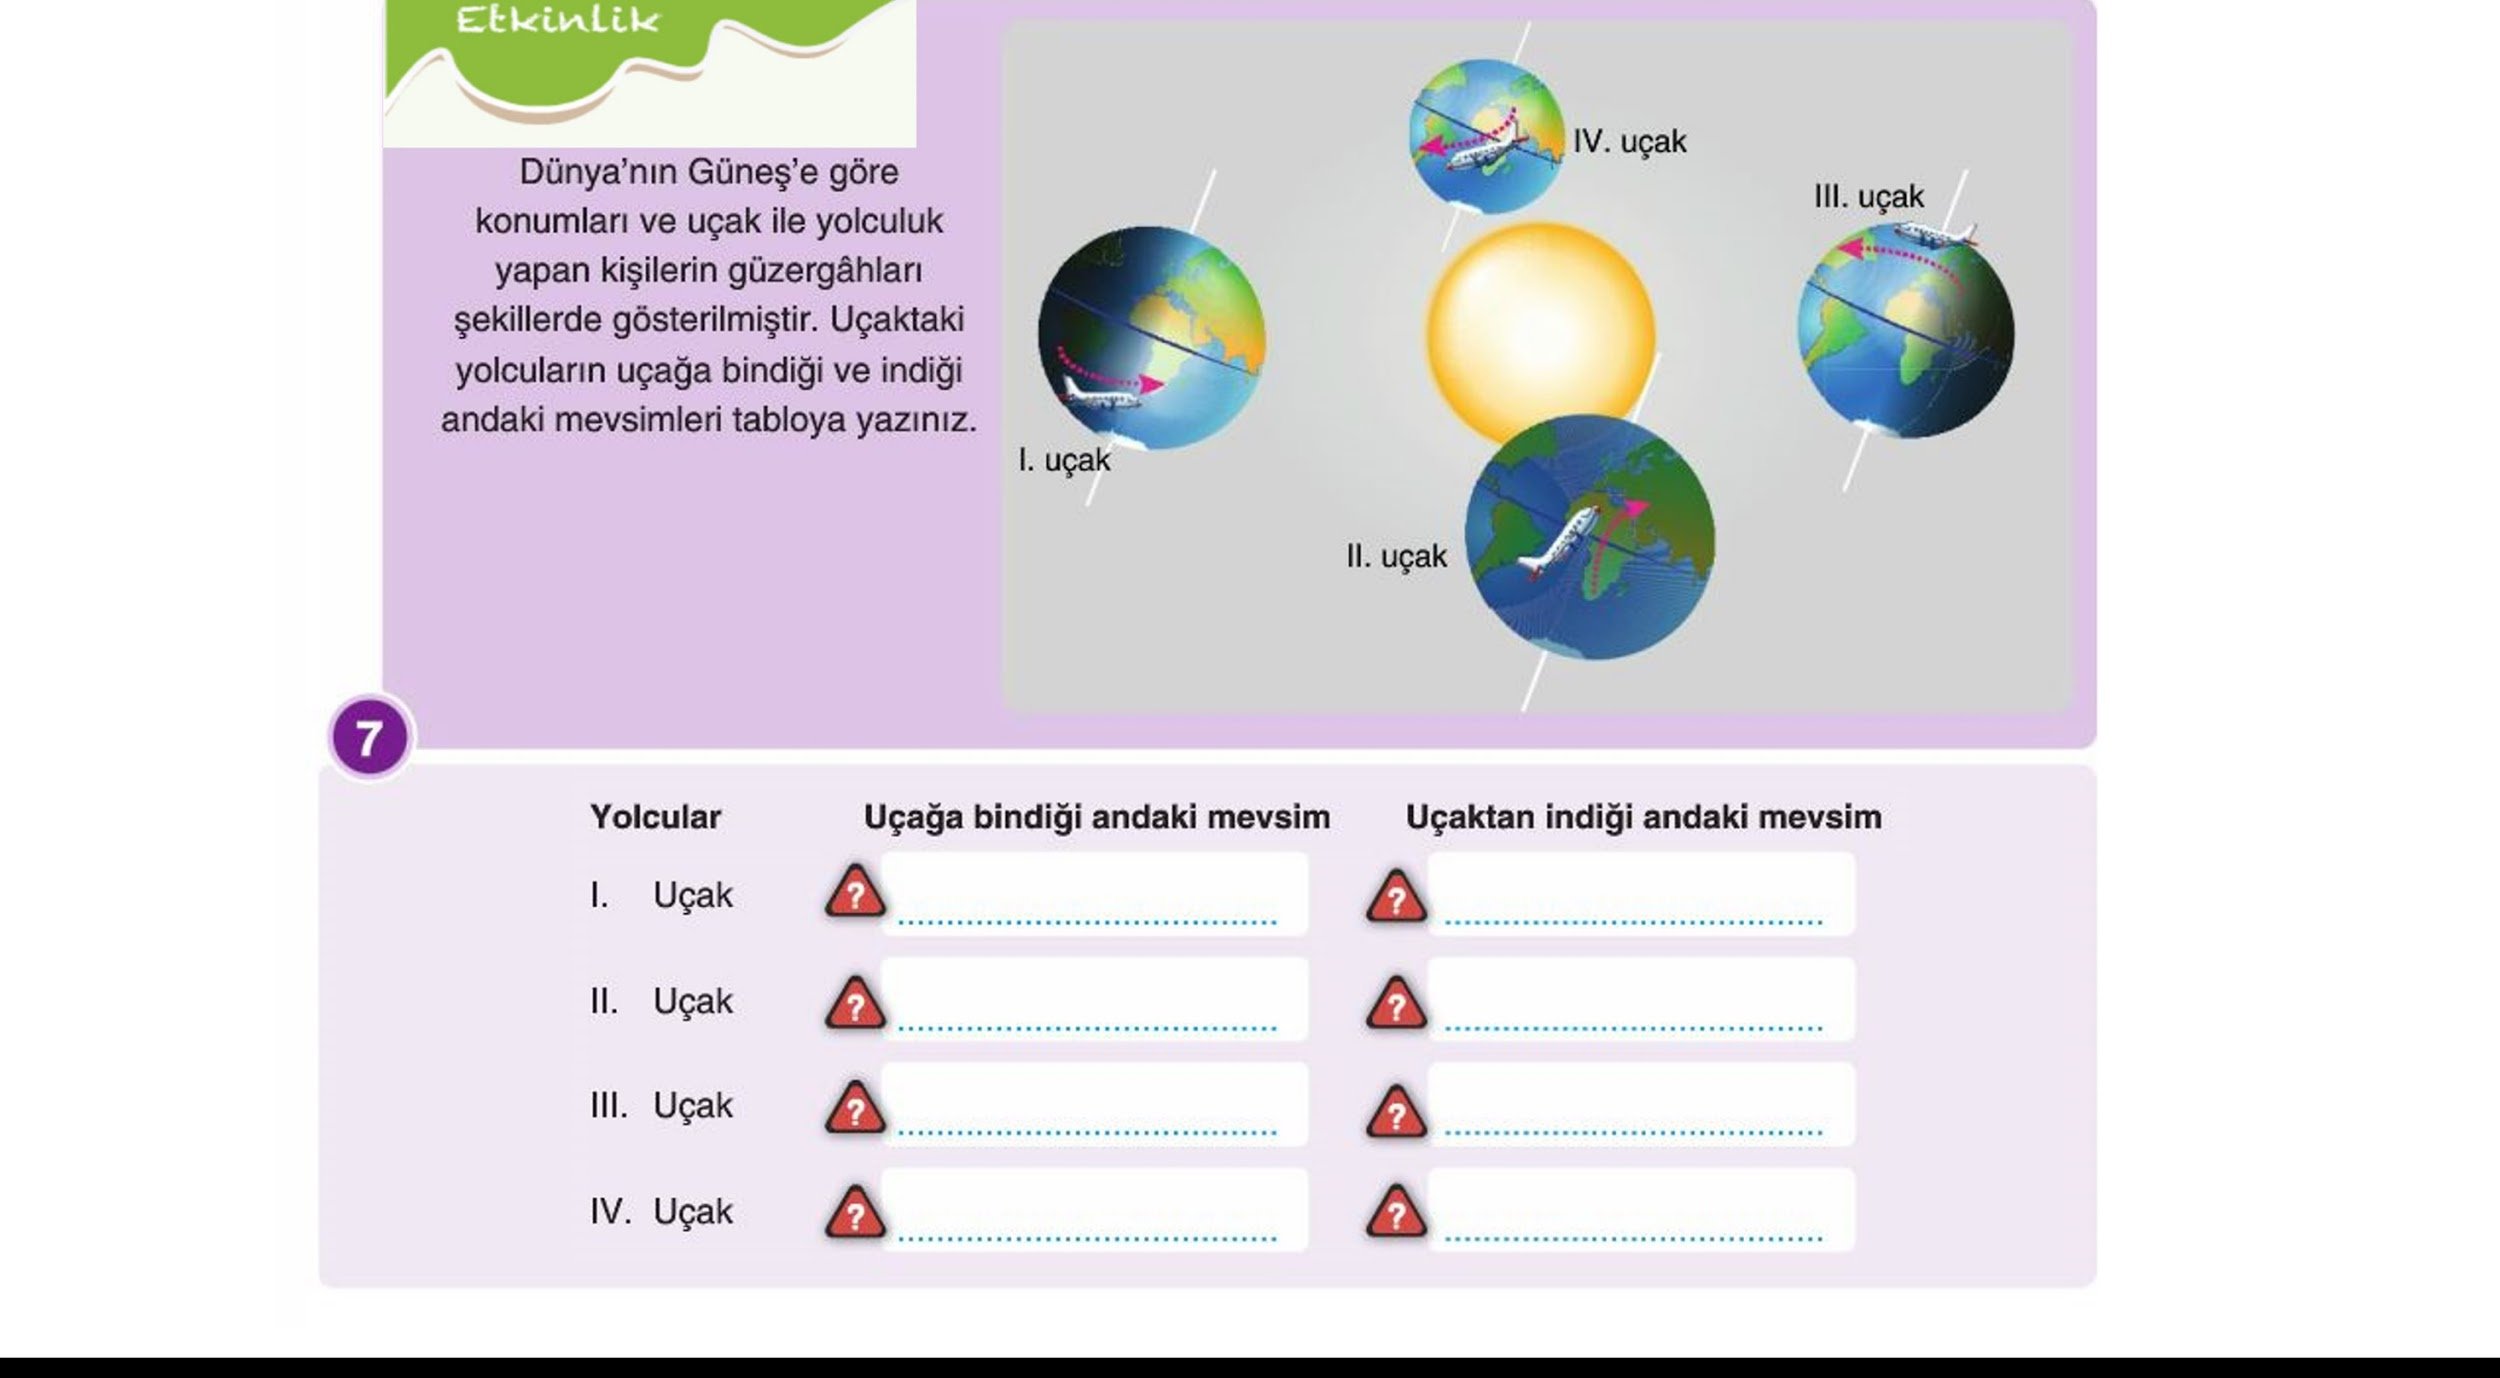 Etkinlik
Dünya'nın Güneş'e göre
konumları ve uçak ile yolculuk
yapan kişilerin güzergâhları
şekillerde gösterilmiştir. Uçaktaki
yolcuların uçağa bindiği ve indiği
andaki mevsimleri tabloya yazınız.
IV. uçak
III. uçak
I. uçak
II. uçak
7
Yolcular Uçağa bindiği andaki mevsim Uçaktan indiği andaki mevsim
I. Uçak ? .................................... ? ....................................
II. Uçak ? .................................... ? ....................................
III. Uçak ? .................................... ? ....................................
IV. Uçak ? .................................... ? ....................................